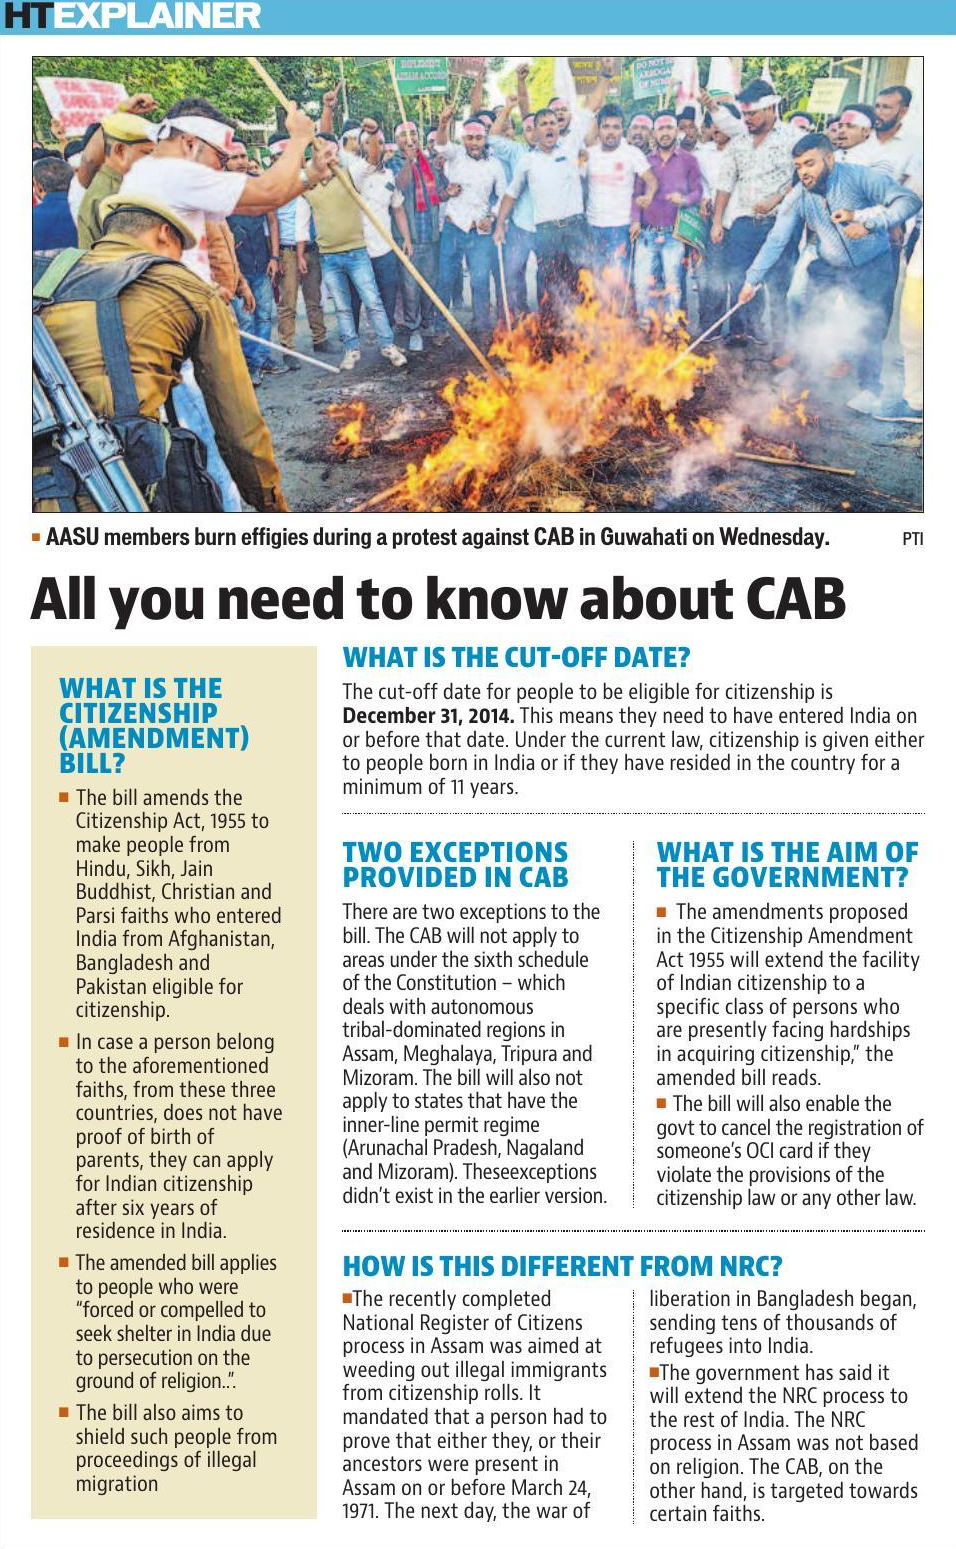 HTEXPLAINER
IMPLEMENT
ASSAM ACCORD
DO NOT
■ AASU members burn effigies during a protest against CAB in Guwahati on Wednesday.
PTI
All you need to know about CAB
WHAT IS THE
CITIZENSHIP
(AMENDMENT)
BILL?
■ The bill amends the
Citizenship Act, 1955 to
make people from
Hindu, Sikh, Jain
Buddhist, Christian and
Parsi faiths who entered
India from Afghanistan,
Bangladesh and
Pakistan eligible for
citizenship.
■ In case a person belong
to the aforementioned
faiths, from these three
countries, does not have
proof of birth of
parents, they can apply
for Indian citizenship
after six years of
residence in India.
■ The amended bill applies
to people who were
“forced or compelled to
seek shelter in India due
to persecution on the
ground of religion..”.
■ The bill also aims to
shield such people from
proceedings of illegal
migration
WHAT IS THE CUT-OFF DATE?
The cut-off date for people to be eligible for citizenship is
December 31, 2014. This means they need to have entered India on
or before that date. Under the current law, citizenship is given either
to people born in India or if they have resided in the country for a
minimum of 11 years.
TWO EXCEPTIONS
PROVIDED IN CAB
There are two exceptions to the
bill. The CAB will not apply to
areas under the sixth schedule
of the Constitution – which
deals with autonomous
tribal-dominated regions in
Assam, Meghalaya, Tripura and
Mizoram. The bill will also not
apply to states that have the
inner-line permit regime
(Arunachal Pradesh, Nagaland
and Mizoram). Theseexceptions
didn’t exist in the earlier version.
WHAT IS THE AIM OF
THE GOVERNMENT?
■ The amendments proposed
in the Citizenship Amendment
Act 1955 will extend the facility
of Indian citizenship to a
specific class of persons who
are presently facing hardships
in acquiring citizenship,” the
amended bill reads.
■ The bill will also enable the
govt to cancel the registration of
someone’s OCI card if they
violate the provisions of the
citizenship law or any other law.
HOW IS THIS DIFFERENT FROM NRC?
■The recently completed
National Register of Citizens
process in Assam was aimed at
weeding out illegal immigrants
from citizenship rolls. It
mandated that a person had to
prove that either they, or their
ancestors were present in
Assam on or before March 24,
1971. The next day, the war of
liberation in Bangladesh began,
sending tens of thousands of
refugees into India.
■The government has said it
will extend the NRC process to
the rest of India. The NRC
process in Assam was not based
on religion. The CAB, on the
other hand, is targeted towards
certain faiths.